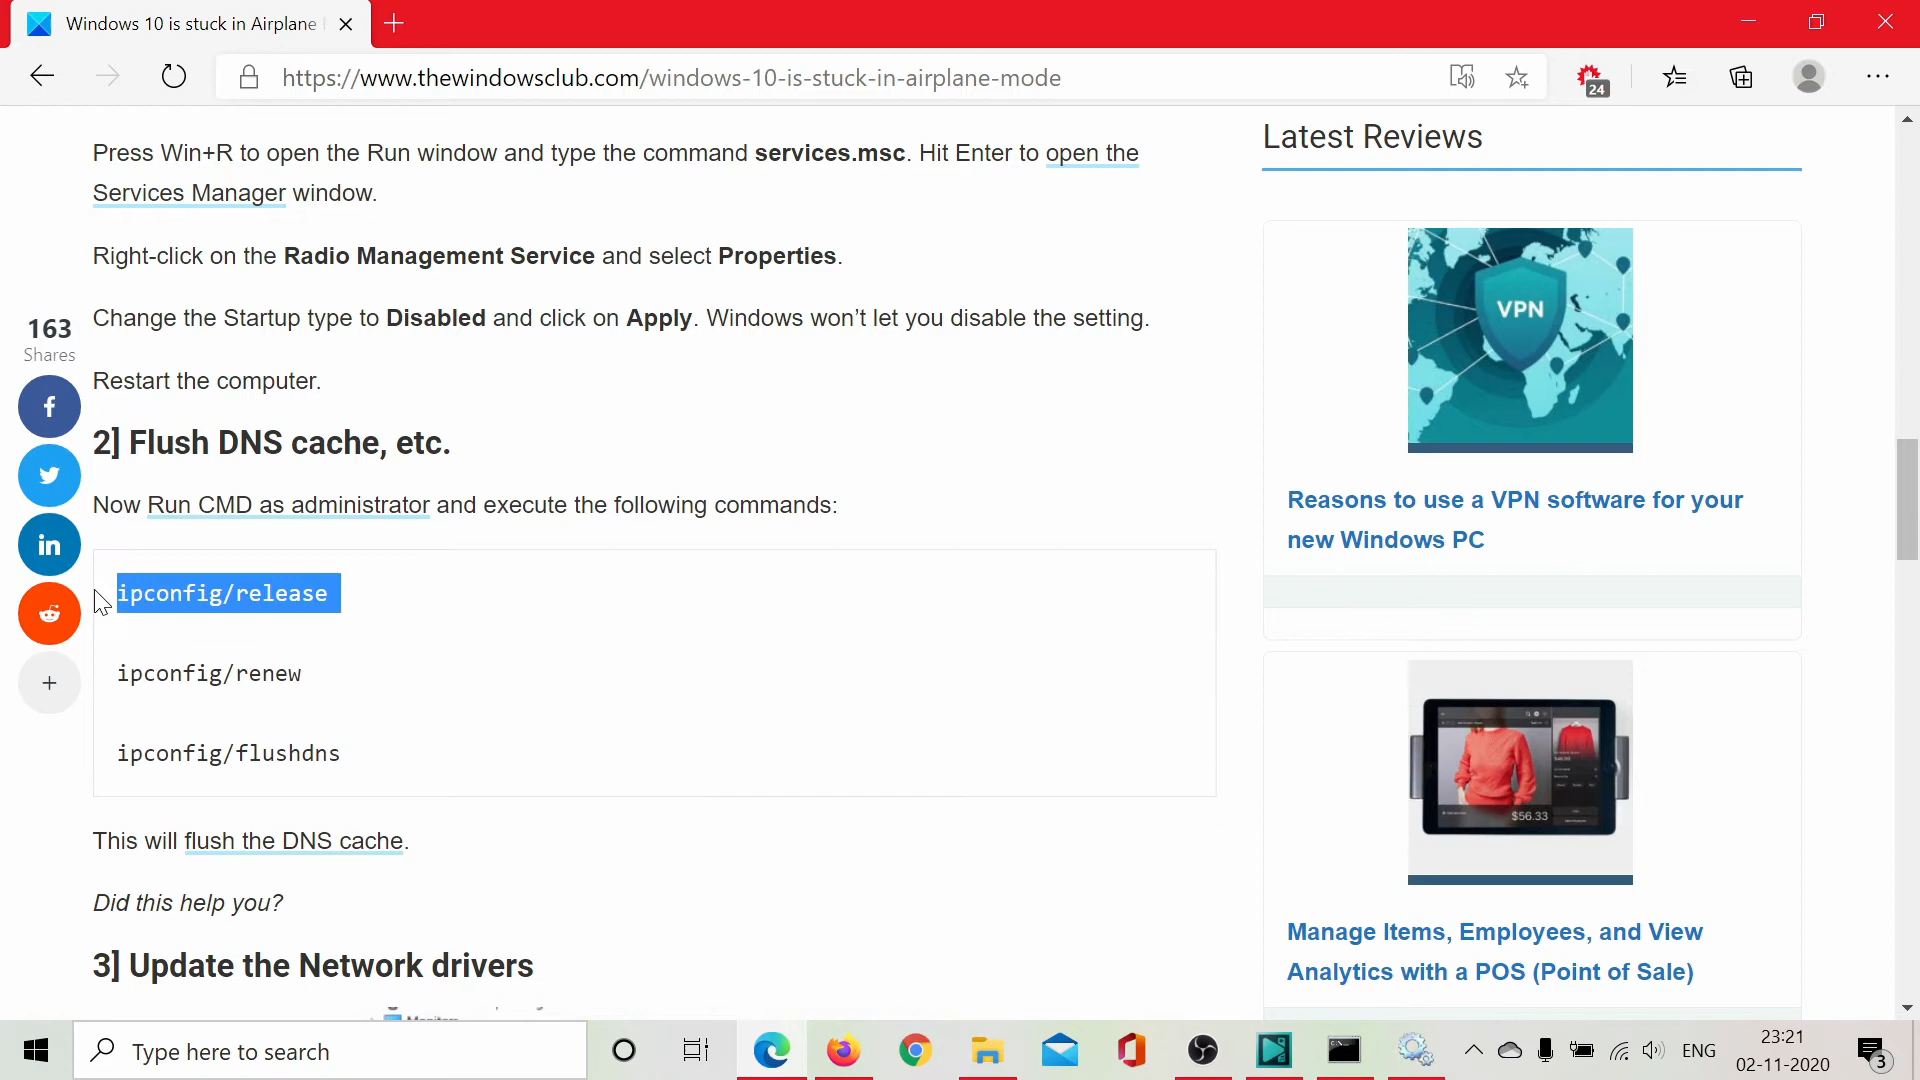 Windows 10 is stuck in Airplane
https://www.thewindowsclub.com/windows-10-is-stuck-in-airplane-mode
24
Press Win+R to open the Run window and type the command services.msc. Hit Enter to open the
Services Manager window.
Right-click on the Radio Management Service and select Properties.
Change the Startup type to Disabled and click on Apply. Windows won’t let you disable the setting.
Restart the computer.
163
Shares
2] Flush DNS cache, etc.
Now Run CMD as administrator and execute the following commands:
ipconfig/release
ipconfig/renew
ipconfig/flushdns
This will flush the DNS cache.
Did this help you?
3] Update the Network drivers
Latest Reviews
VPN
Reasons to use a VPN software for your
new Windows PC
$56.33
Manage Items, Employees, and View
Analytics with a POS (Point of Sale)
Type here to search
ENG
23:21
02-11-2020
3